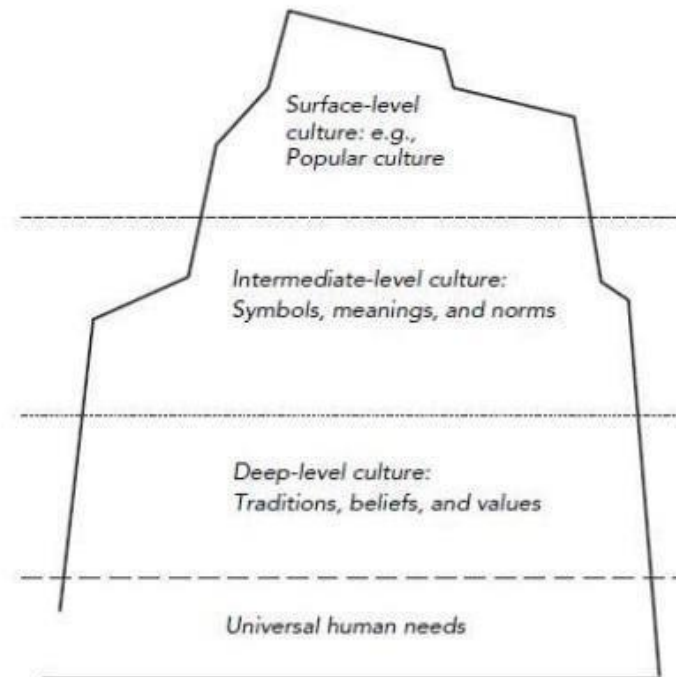 Surface-level
culture: e.g.,
Popular culture
Intermediate-level culture:
Symbols, meanings, and norms
Deep-level culture:
Traditions, beliefs, and values
Universal human needs